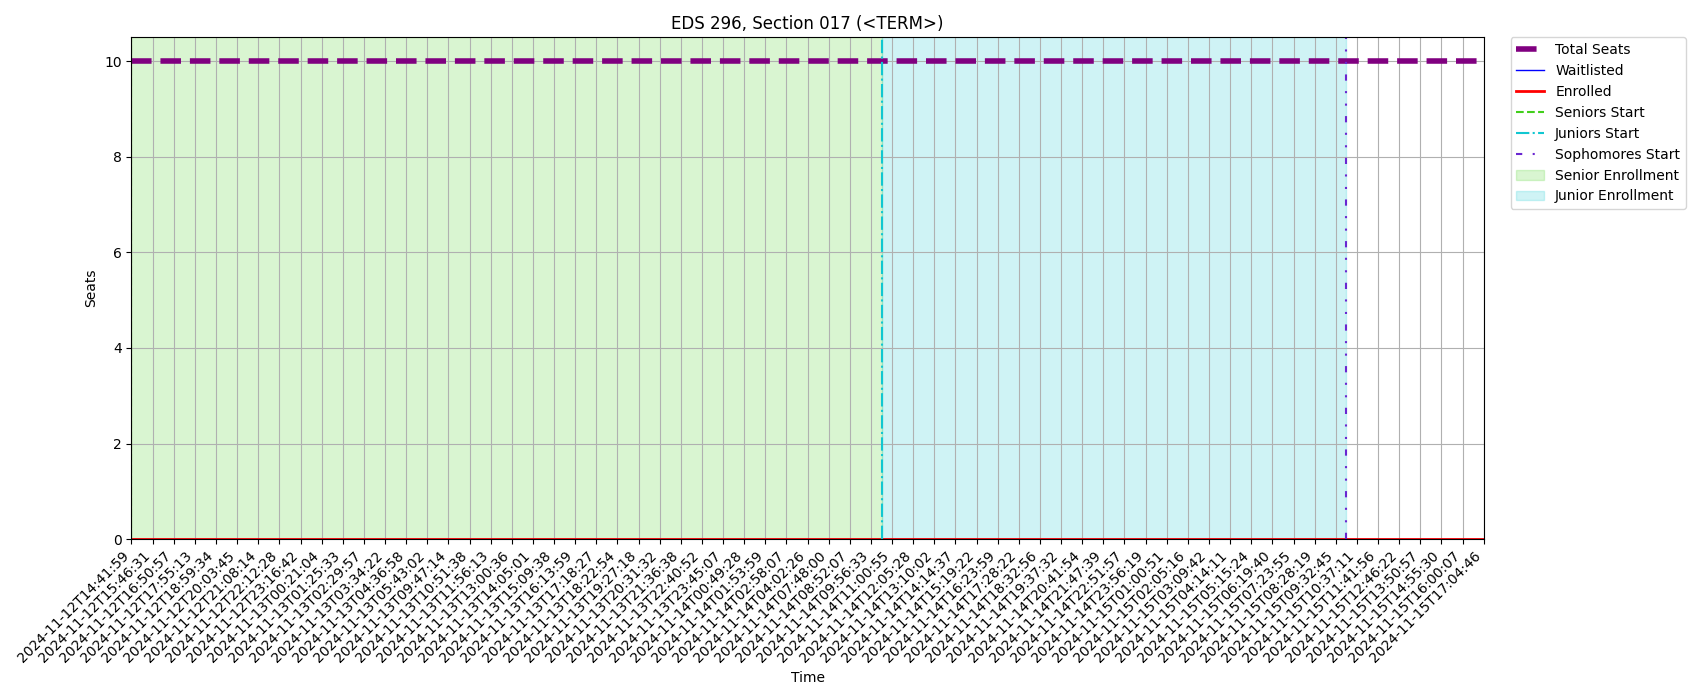 EDS 296, Section 017 (<TERM>)
10
8
6
4
2
0
Seats
2024-11-12T14:41:59
2024-11-12T15:46:31
2024-11-12T16:50:57
2024-11-12T17:55:13
2024-11-12T18:59:34
2024-11-12T20:03:45
2024-11-12T21:08:14
2024-11-12T22:12:28
2024-11-12T23:16:42
2024-11-13T00:21:04
2024-11-13T01:25:33
2024-11-13T02:29:57
2024-11-13T03:34:22
2024-11-13T04:36:58
2024-11-13T05:43:02
2024-11-13T09:47:14
2024-11-13T10:51:38
2024-11-13T11:56:13
2024-11-13T13:00:36
2024-11-13T14:05:01
2024-11-13T15:09:38
2024-11-13T16:13:59
2024-11-13T17:18:27
2024-11-13T18:22:54
2024-11-13T19:27:18
2024-11-13T20:31:32
2024-11-13T21:36:38
2024-11-13T22:40:52
2024-11-13T23:45:07
2024-11-14T00:49:28
2024-11-14T01:53:59
2024-11-14T02:58:07
2024-11-14T04:02:26
2024-11-14T07:48:00
2024-11-14T08:52:07
2024-11-14T09:56:33
2024-11-14T11:00:55
2024-11-14T12:05:28
2024-11-14T13:10:02
2024-11-14T14:14:37
2024-11-14T15:19:22
2024-11-14T16:23:59
2024-11-14T17:28:22
2024-11-14T18:32:56
2024-11-14T19:37:32
2024-11-14T20:41:54
2024-11-14T21:47:39
2024-11-14T22:51:57
2024-11-14T23:56:19
2024-11-15T01:00:51
2024-11-15T02:05:16
2024-11-15T03:09:42
2024-11-15T04:14:11
2024-11-15T05:15:24
2024-11-15T06:19:40
2024-11-15T07:23:55
2024-11-15T08:28:19
2024-11-15T09:32:45
2024-11-15T10:37:11
2024-11-15T11:41:56
2024-11-15T12:46:22
2024-11-15T13:50:57
2024-11-15T14:55:30
2024-11-15T16:00:07
2024-11-15T17:04:46
Time
Total Seats
Waitlisted
Enrolled
Seniors Start
Juniors Start
Sophomores Start
Senior Enrollment
Junior Enrollment